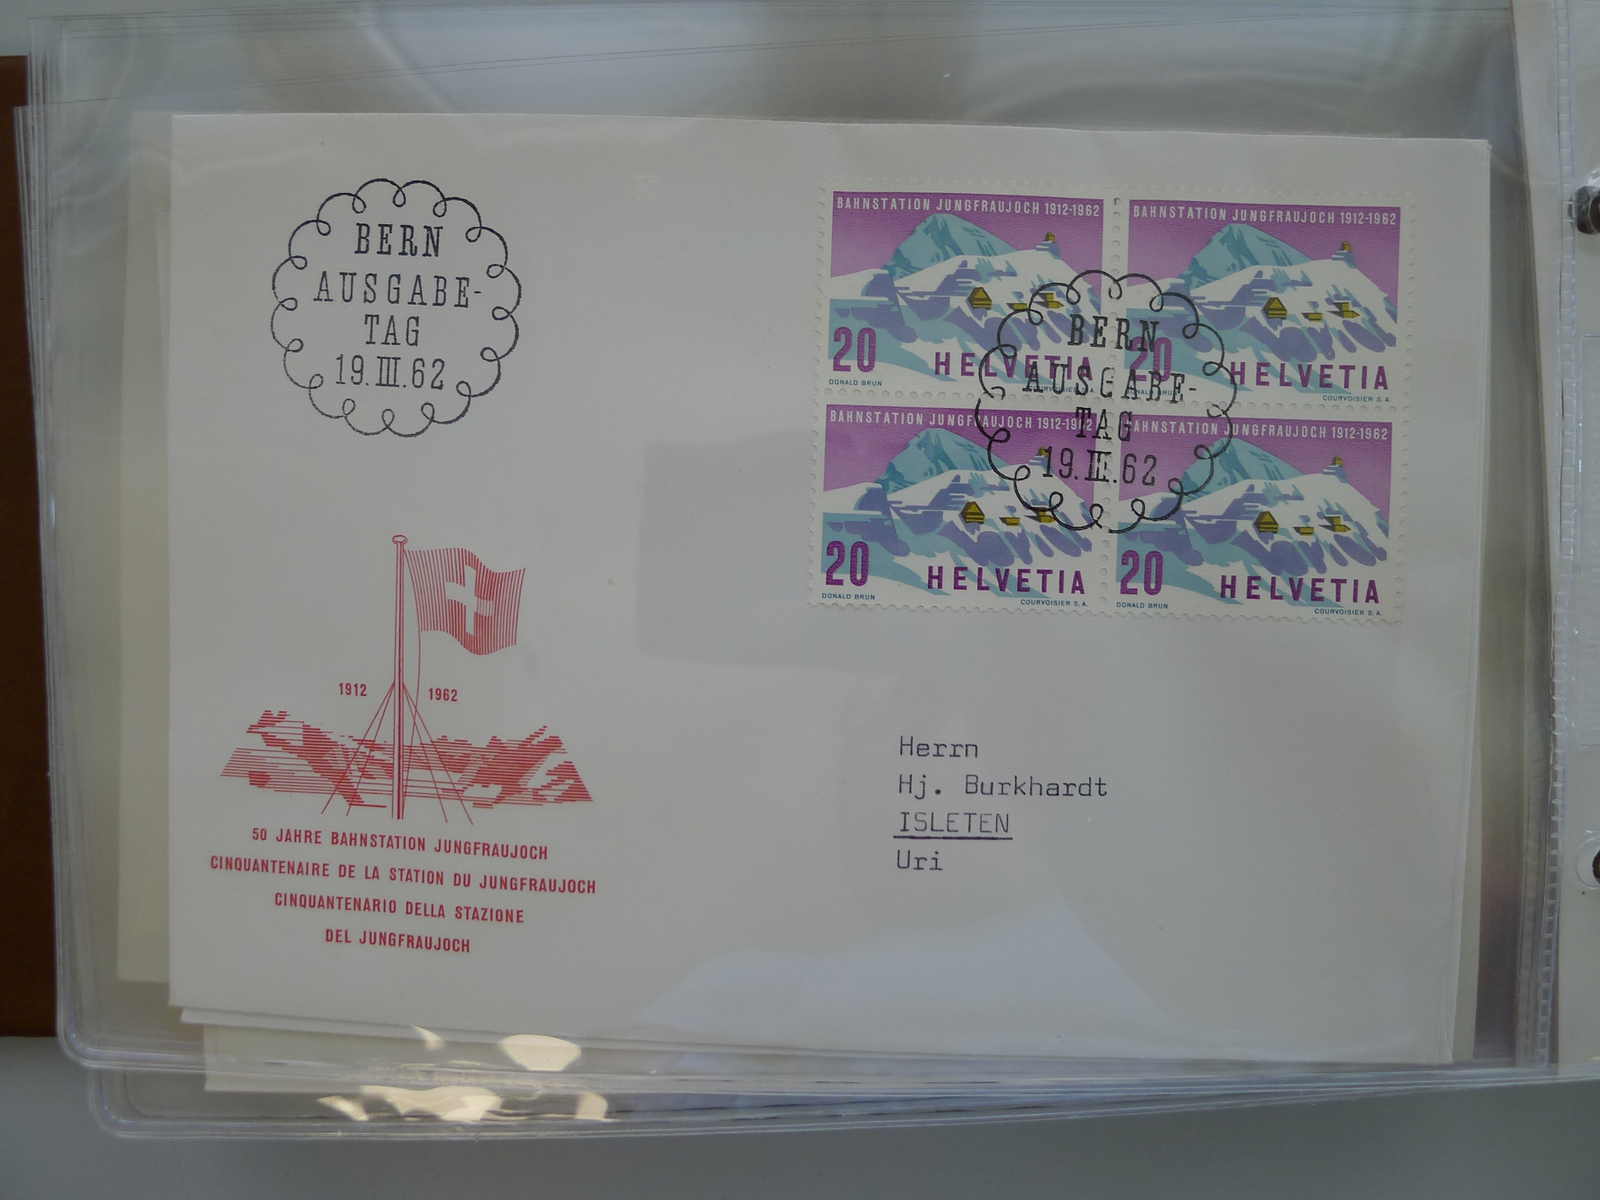 BERN
AUSGABE-
TAG
19.III.62
BAHNSTATION JUNGFRAUJOCH 1912-1962
20
HELVETIA
DONALD BRUN
COURVOISIER S.A.
BAHNSTATION JUNGFRAUJOCH 1912-1962
20
HELVETIA
DONALD BRUN
COURVOISIER S.A.
BERN
AUSGABE-
TAG
19.III.62
BAHNSTATION JUNGFRAUJOCH 1912-1962
20
HELVETIA
DONALD BRUN
COURVOISIER S.A.
BAHNSTATION JUNGFRAUJOCH 1912-1962
20
HELVETIA
DONALD BRUN
COURVOISIER S.A.
1912 1962
50 JAHRE BAHNSTATION JUNGFRAUJOCH
CINQUANTENAIRE DE LA STATION DU JUNGFRAUJOCH
CINQUANTENARIO DELLA STAZIONE
DEL JUNGFRAUJOCH
Herrn
Hj. Burkhardt
ISLETEN
Uri